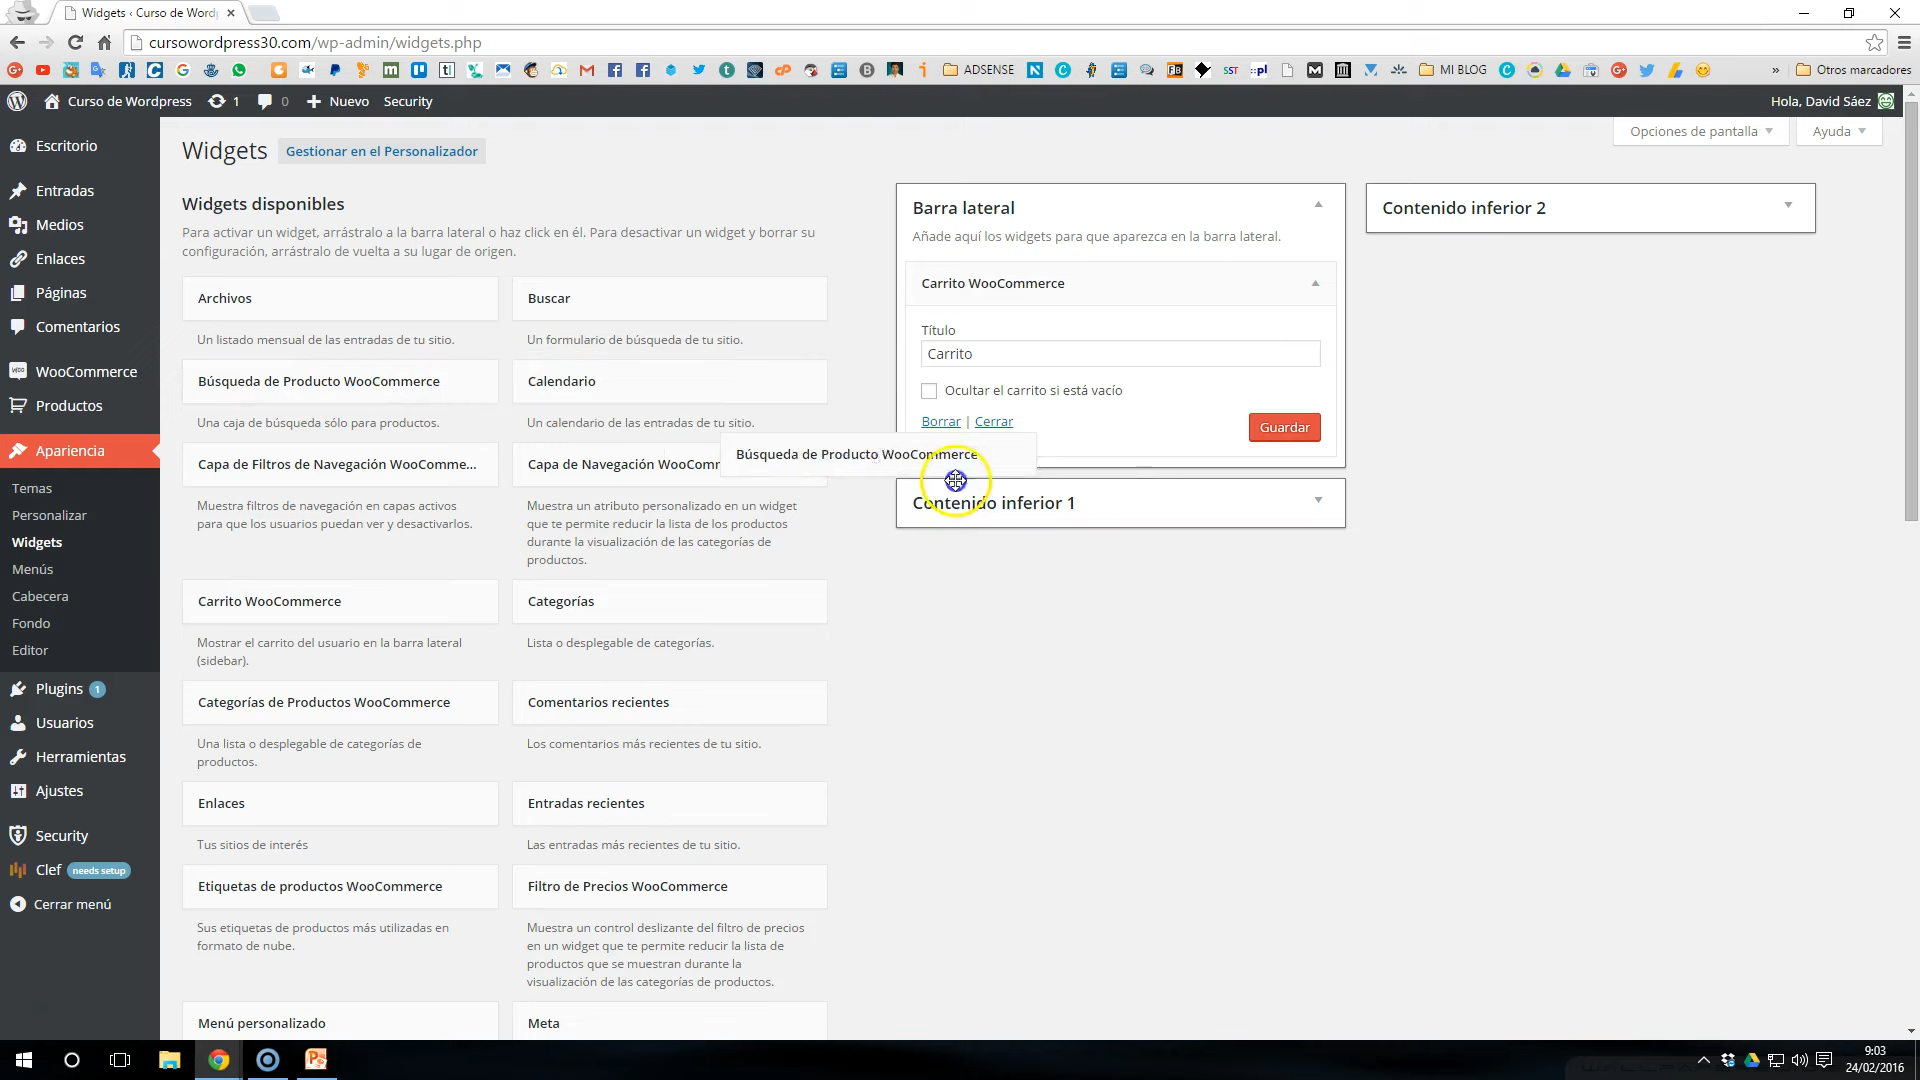 Widgets ‹ Curso de Wordp
cursowordpress30.com/wp-admin/widgets.php
ADSENSE
MI BLOG
Otros marcadores
Curso de Wordpress
1
0
Nuevo
Security
Hola, David Sáez
Opciones de pantalla
Ayuda
Escritorio
Entradas
Medios
Enlaces
Páginas
Comentarios
WooCommerce
Productos
Apariencia
Temas
Personalizar
Widgets
Menús
Cabecera
Fondo
Editor
Plugins 1
Usuarios
Herramientas
Ajustes
Security
Clef needs setup
Cerrar menú
Widgets
Gestionar en el Personalizador
Widgets disponibles
Para activar un widget, arrástralo a la barra lateral o haz click en él. Para desactivar un widget y borrar su
configuración, arrástralo de vuelta a su lugar de origen.
Archivos
Un listado mensual de las entradas de tu sitio.
Buscar
Un formulario de búsqueda de tu sitio.
Búsqueda de Producto WooCommerce
Una caja de búsqueda sólo para productos.
Calendario
Un calendario de las entradas de tu sitio.
Capa de Filtros de Navegación WooComme...
Muestra filtros de navegación en capas activos
para que los usuarios puedan ver y desactivarlos.
Capa de Navegación WooComm
Muestra un atributo personalizado en un widget
que te permite reducir la lista de los productos
durante la visualización de las categorías de
productos.
Carrito WooCommerce
Mostrar el carrito del usuario en la barra lateral
(sidebar).
Categorías
Lista o desplegable de categorías.
Categorías de Productos WooCommerce
Una lista o desplegable de categorías de
productos.
Comentarios recientes
Los comentarios más recientes de tu sitio.
Enlaces
Tus sitios de interés
Entradas recientes
Las entradas más recientes de tu sitio.
Etiquetas de productos WooCommerce
Sus etiquetas de productos más utilizadas en
formato de nube.
Filtro de Precios WooCommerce
Muestra un control deslizante del filtro de precios
en un widget que te permite reducir la lista de
productos que se muestran durante la
visualización de las categorías de productos.
Menú personalizado
Meta
Búsqueda de Producto WooCommerce
Barra lateral
Añade aquí los widgets para que aparezca en la barra lateral.
Carrito WooCommerce
Título
Carrito
Ocultar el carrito si está vacío
Borrar | Cerrar
Guardar
Contenido inferior 1
Contenido inferior 2
9:03
24/02/2016